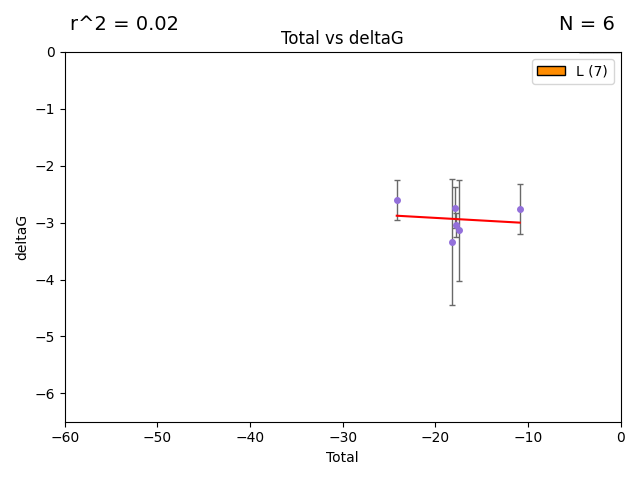 r^2 = 0.02
N = 6
Total vs deltaG
L (7)
0
−1
−2
−3
−4
−5
−6
deltaG
−60 −50 −40 −30 −20 −10 0
Total